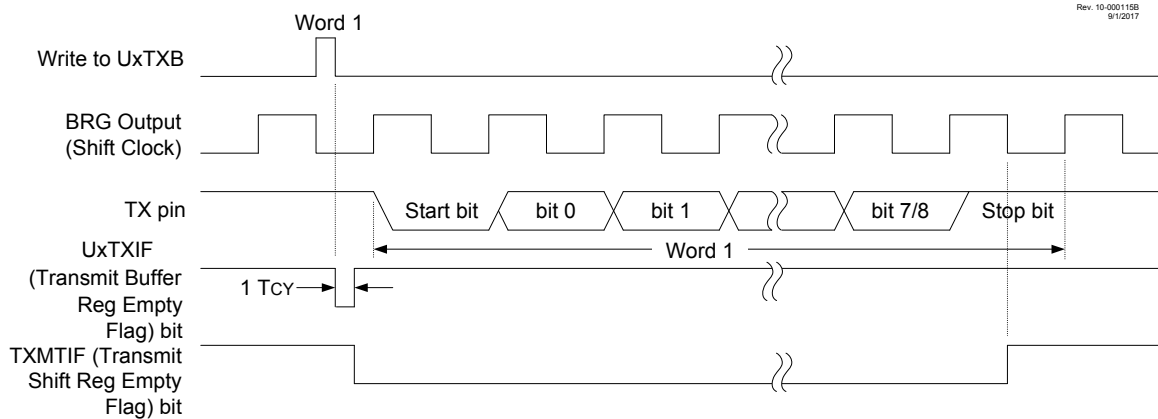 Rev. 10-000115B
9/1/2017
Word 1
Write to UxTXB
BRG Output
(Shift Clock)
TX pin
Start bit
bit 0
bit 1
bit 7/8
Stop bit
Word 1
UxTXIF
(Transmit Buffer
Reg Empty
Flag) bit
1 TCY
TXMTIF (Transmit
Shift Reg Empty
Flag) bit